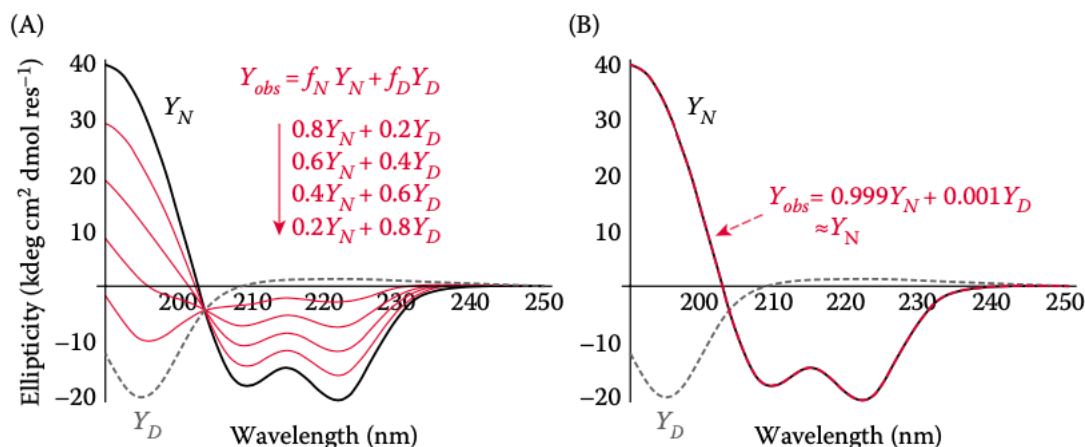 (A)
Ellipticity (kdeg cm² dmol res⁻¹)
40
30
20
10
−10
−20
Y_N
Y_obs = f_N Y_N + f_D Y_D
0.8Y_N + 0.2Y_D
0.6Y_N + 0.4Y_D
0.4Y_N + 0.6Y_D
0.2Y_N + 0.8Y_D
200 210 220 230 240 250
Y_D
Wavelength (nm)
(B)
40
30
20
10
−10
−20
Y_N
Y_obs = 0.999Y_N + 0.001Y_D
≈Y_N
200 210 220 230 240 250
Y_D
Wavelength (nm)